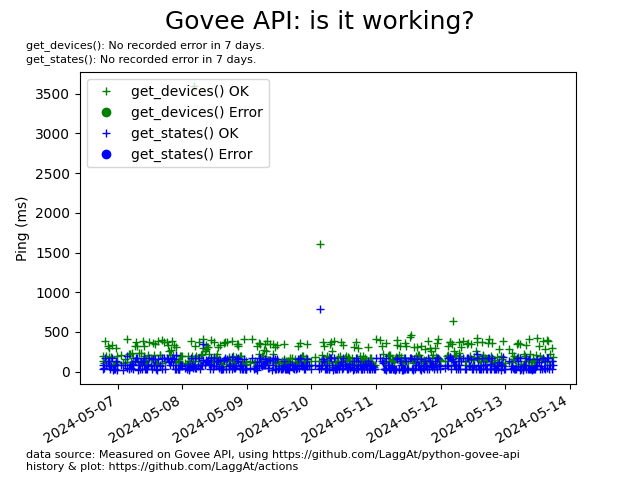 Govee API: is it working?
get_devices(): No recorded error in 7 days.
get_states(): No recorded error in 7 days.
get_devices() OK
get_devices() Error
get_states() OK
get_states() Error
Ping (ms)
3500
3000
2500
2000
1500
1000
500
0
2024-05-07
2024-05-08
2024-05-09
2024-05-10
2024-05-11
2024-05-12
2024-05-13
2024-05-14
data source: Measured on Govee API, using https://github.com/LaggAt/python-govee-api
history & plot: https://github.com/LaggAt/actions